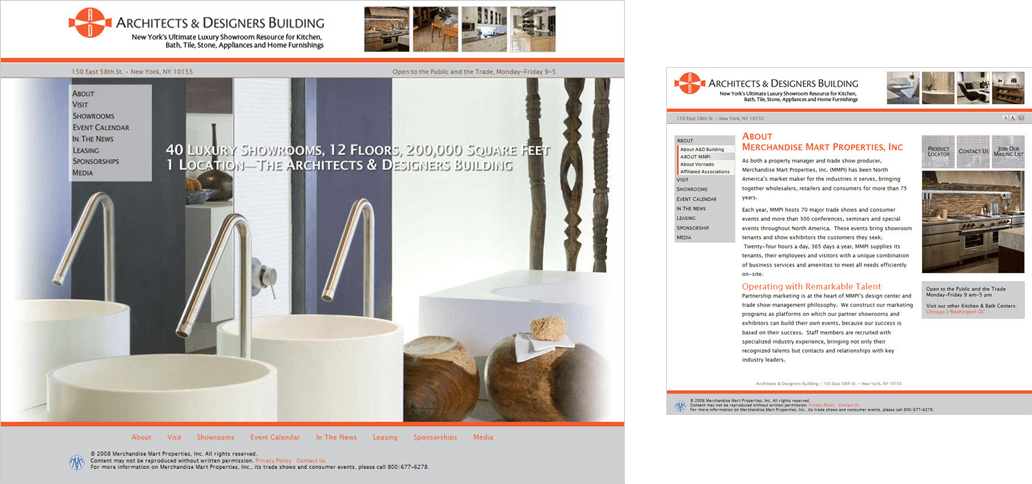 ARCHITECTS & DESIGNERS BUILDING
New York's Ultimate Luxury Showroom Resource for Kitchen,
Bath, Tile, Stone, Appliances and Home Furnishings
150 East 58th St. - New York, NY 10155
Open to the Public and the Trade, Monday-Friday 9-5
ABOUT
VISIT
SHOWROOMS
EVENT CALENDAR
IN THE NEWS
LEASING
SPONSORSHIPS
MEDIA
40 LUXURY SHOWROOMS, 12 FLOORS, 200,000 SQUARE FEET
1 LOCATION—THE ARCHITECTS & DESIGNERS BUILDING
About Visit Showrooms Event Calendar In The News Leasing Sponsorships Media
© 2008 Merchandise Mart Properties, Inc. All rights reserved.
Content may not be reproduced without written permission. Privacy Policy Contact Us
For more information on Merchandise Mart Properties, Inc., its trade shows and consumer events, please call 800/677-6278.
ARCHITECTS & DESIGNERS BUILDING
New York's Ultimate Luxury Showroom Resource for Kitchen,
Bath, Tile, Stone, Appliances and Home Furnishings
150 East 58th St. - New York, NY 10155
A A
ABOUT
About A&D Building
ABOUT MMPI
About Vornado
Affiliated Associations
VISIT
SHOWROOMS
EVENT CALENDAR
IN THE NEWS
LEASING
SPONSORSHIP
MEDIA
ABOUT
MERCHANDISE MART PROPERTIES, INC
As both a property manager and trade show producer,
Merchandise Mart Properties, Inc. (MMPI) has been North
America's market maker for the industries it serves, bringing
together wholesalers, retailers and consumers for more than 75
years.
Each year, MMPI hosts 70 major trade shows and consumer
events and more than 300 conferences, seminars and special
events throughout North America. These events bring showroom
tenants and show exhibitors the customers they seek.
Twenty-four hours a day, 365 days a year, MMPI supplies its
tenants, their employees and visitors with a unique combination
of business services and amenities to meet all needs efficiently
on-site.
Operating with Remarkable Talent
Partnership marketing is at the heart of MMPI's design center and
trade show management philosophy. We construct our marketing
programs as platforms on which our partner showrooms and
exhibitors can build their own events, because our success is
based on their success. Staff members are recruited with
specialized industry experience, bringing not only their
recognized talents but contacts and relationships with key
industry leaders.
PRODUCT
LOCATOR
CONTACT US
JOIN OUR
MAILING LIST
Open to the Public and the Trade
Monday-Friday 9 am-5 pm
Visit our other Kitchen & Bath Centers:
Chicago | Washington DC
Architects & Designers Building - 150 East 58th St. - New York, NY 10155
© 2008 Merchandise Mart Properties, Inc. All rights reserved.
Content may not be reproduced without written permission. Privacy Policy Contact Us
For more information on Merchandise Mart Properties, Inc., its trade shows and consumer events, please call 800/677-6278.